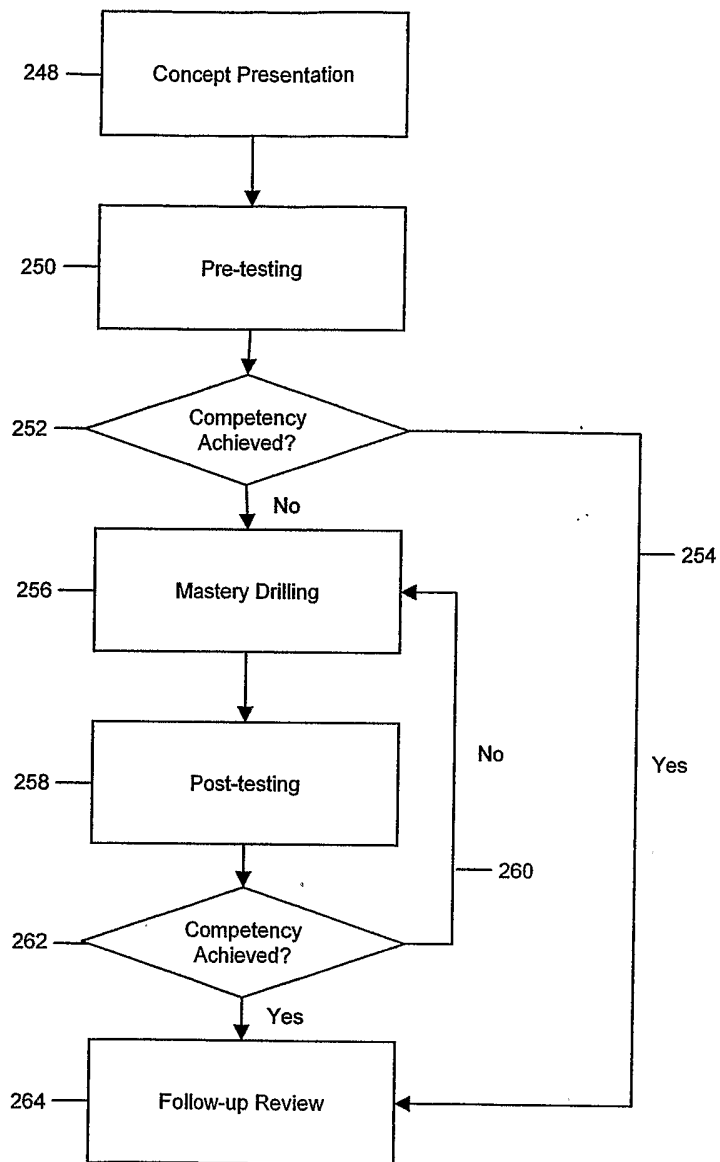 248
Concept Presentation
250
Pre-testing
252
Competency
Achieved?
No
254
256
Mastery Drilling
258
Post-testing
No
Yes
260
262
Competency
Achieved?
Yes
264
Follow-up Review